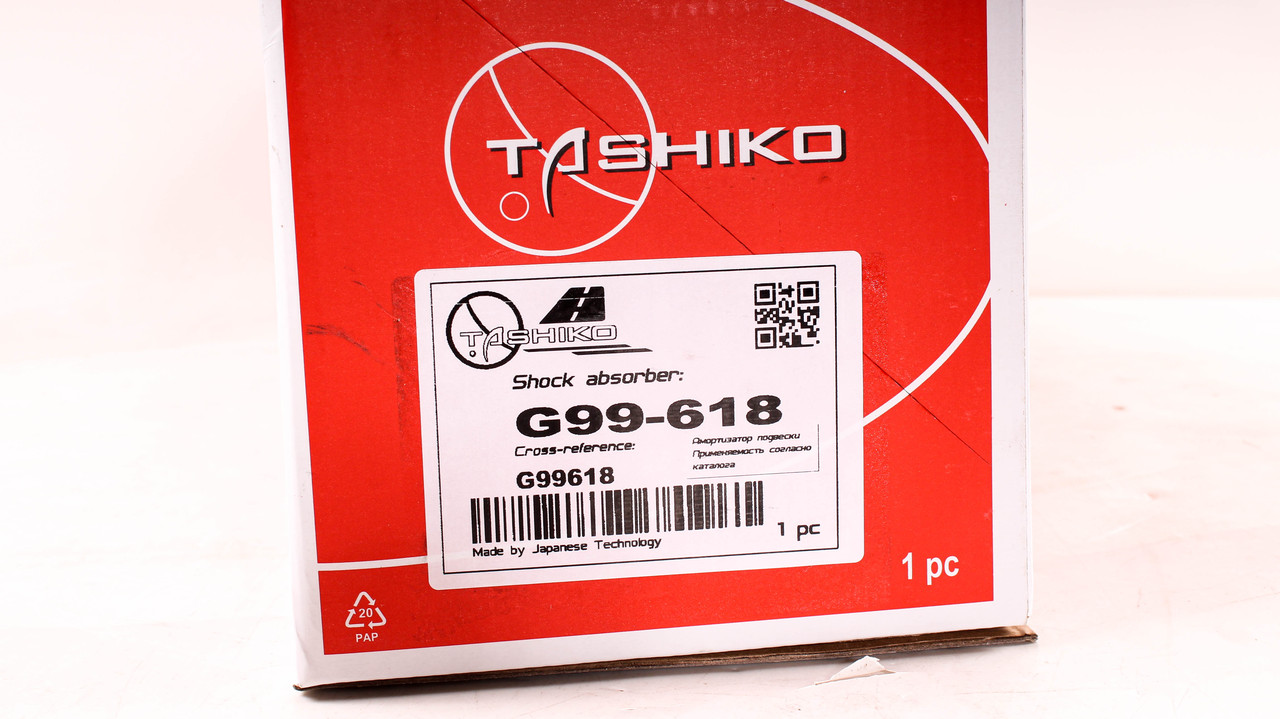 TASHIKO
TASHIKO
Shock absorber:
G99-618
Cross-reference:
Амортизатор подвески
Применяемость согласно
каталога
G99618
1 pc
Made by Japanese Technology
1 pc
20
PAP